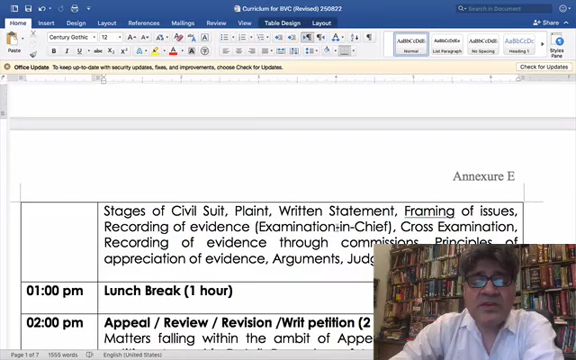 Curriculum for BVC (Revised) 250822
Search in Document
Home Insert Design Layout References Mailings Review View Table Design Layout
Paste
Century Gothic 12
Normal
List Paragraph
No Spacing
Heading 1
Styles Pane
Office Update To keep up-to-date with security updates, fixes, and improvements, choose Check for Updates. Check for Updates
Annexure E
Stages of Civil Suit, Plaint, Written Statement, Framing of issues,
Recording of evidence (Examination-in-Chief), Cross Examination,
Recording of evidence through commissions, Principles of
appreciation of evidence, Arguments,
01:00 pm Lunch Break (1 hour)
02:00 pm Appeal / Review / Revision /Writ petition (2
Matters falling within the ambit of
Page 1 of 7 1555 words English (United States)